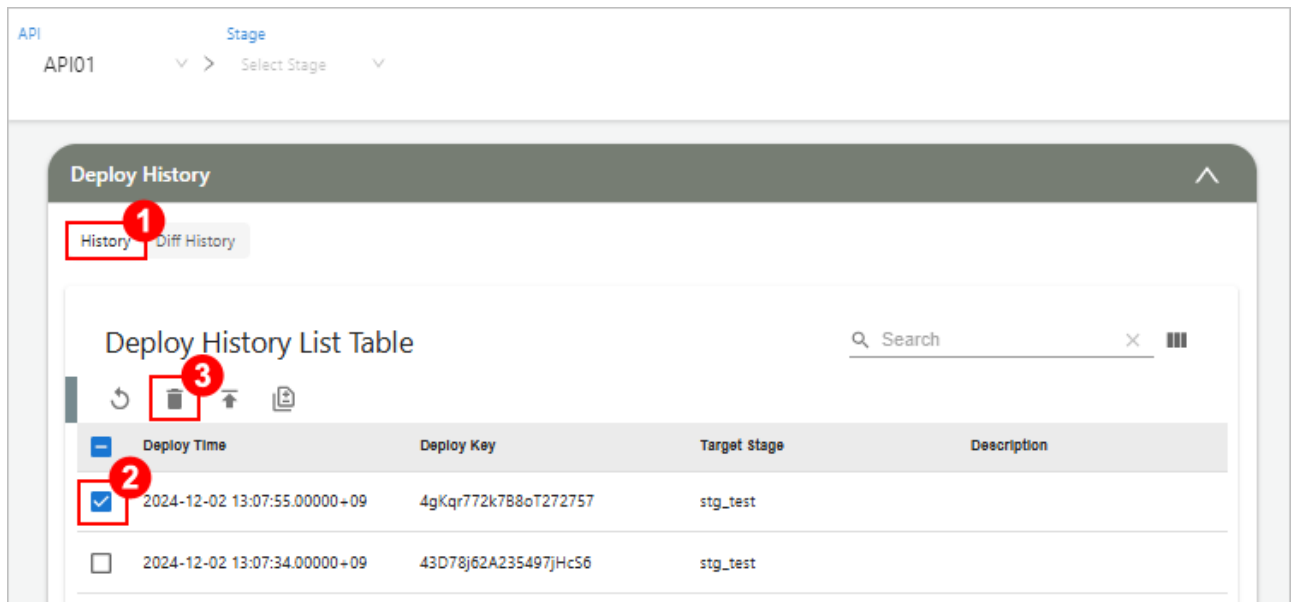 API Stage
API01 > Select Stage
Deploy History
1
History Diff History
Deploy History List Table Search
3
Deploy Time Deploy Key Target Stage Description
2
2024-12-02 13:07:55.00000+09 4gKqr772k7B8oT272757 stg_test
2024-12-02 13:07:34.00000+09 43D78j62A235497jHcS6 stg_test